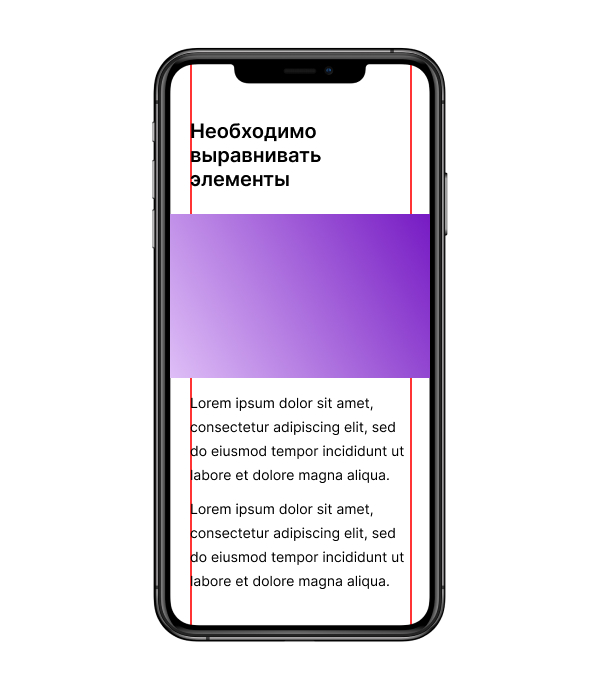 Необходимо
выравнивать
элементы
Lorem ipsum dolor sit amet,
consectetur adipiscing elit, sed
do eiusmod tempor incididunt ut
labore et dolore magna aliqua.
Lorem ipsum dolor sit amet,
consectetur adipiscing elit, sed
do eiusmod tempor incididunt ut
labore et dolore magna aliqua.